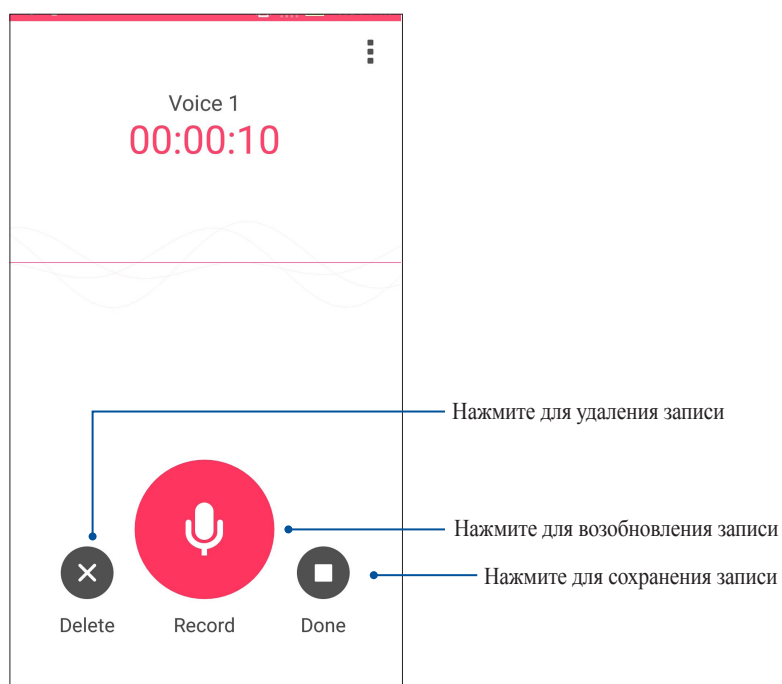 Voice 1
00:00:10
Нажмите для удаления записи
Нажмите для возобновления записи
Нажмите для сохранения записи
Delete Record Done